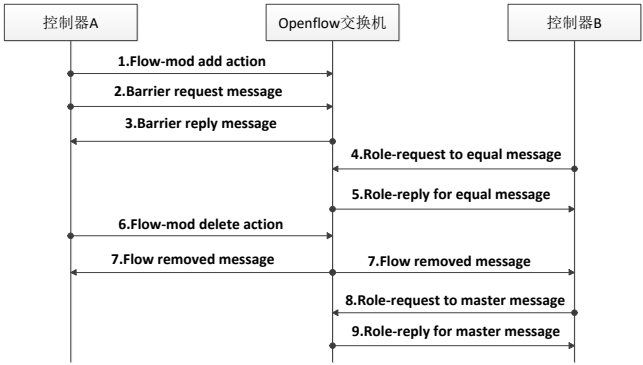 控制器A
Openflow交换机
控制器B
1.Flow-mod add action
2.Barrier request message
3.Barrier reply message
4.Role-request to equal message
5.Role-reply for equal message
6.Flow-mod delete action
7.Flow removed message
7.Flow removed message
8.Role-request to master message
9.Role-reply for master message